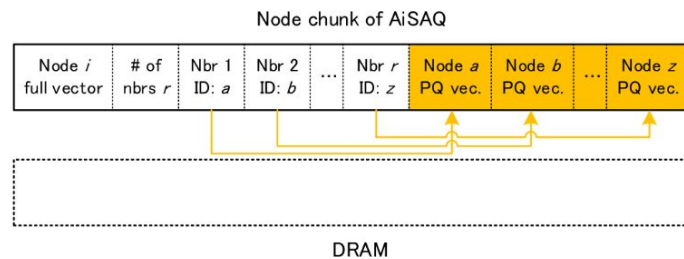 Node chunk of AiSAQ
Node i full vector
# of nbrs r
Nbr 1 ID: a
Nbr 2 ID: b
...
Nbr r ID: z
Node a PQ vec.
Node b PQ vec.
...
Node z PQ vec.
DRAM